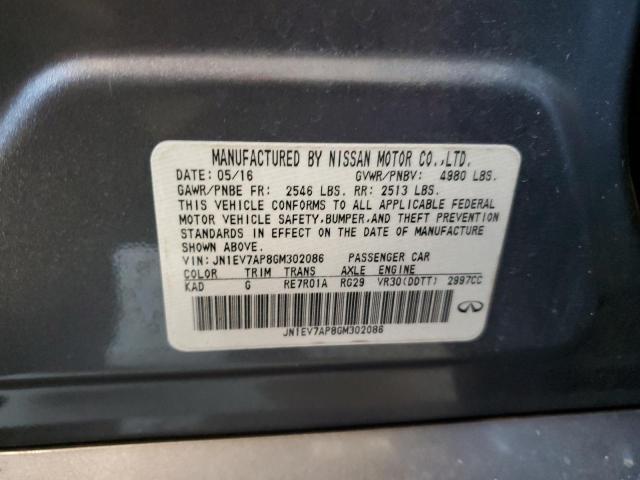 MANUFACTURED BY NISSAN MOTOR CO.,LTD.
DATE: 05/16 GVWR/PNBV: 4980 LBS.
GAWR/PNBE FR: 2546 LBS. RR: 2513 LBS.
THIS VEHICLE CONFORMS TO ALL APPLICABLE FEDERAL
MOTOR VEHICLE SAFETY,BUMPER,AND THEFT PREVENTION
STANDARDS IN EFFECT ON THE DATE OF MANUFACTURE
SHOWN ABOVE.
VIN: JN1EV7AP8GM302086 PASSENGER CAR
COLOR TRIM TRANS AXLE ENGINE
KAD G RE7R01A RG29 VR30(DDTT) 2997CC
JN1EV7AP8GM302086